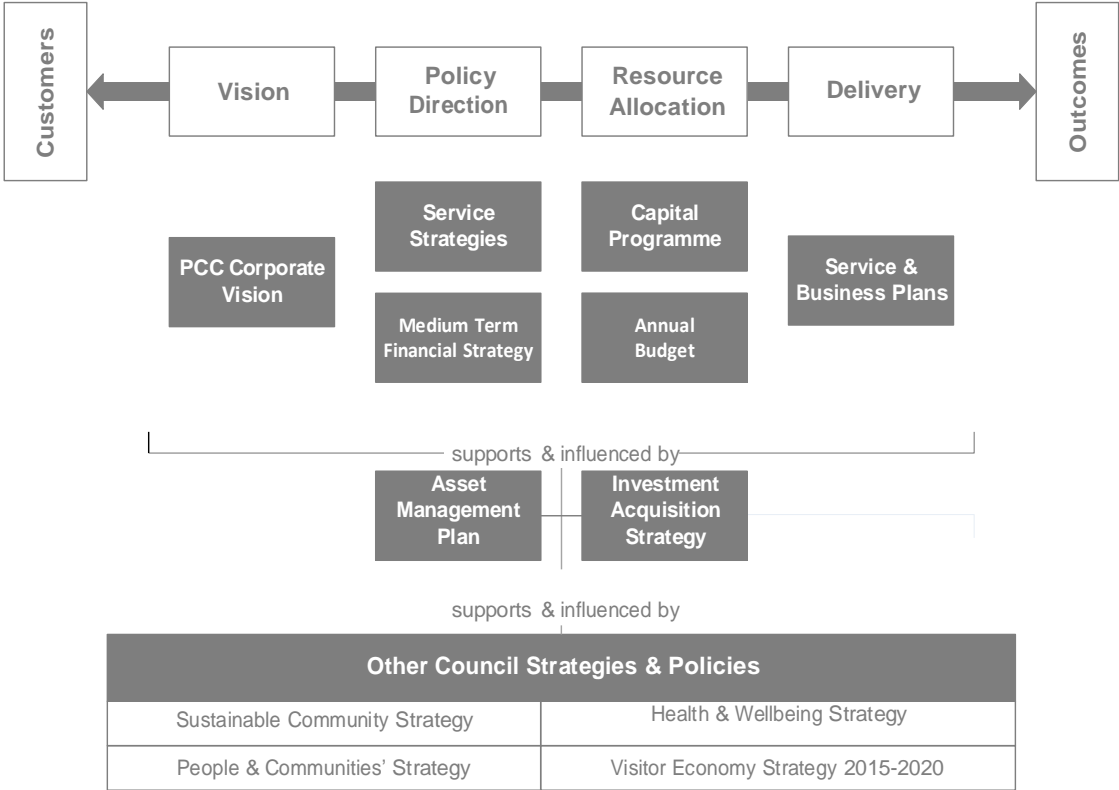 Customers
Vision
Policy
Direction
Resource
Allocation
Delivery
Outcomes
PCC Corporate
Vision
Service
Strategies
Medium Term
Financial Strategy
Capital
Programme
Annual
Budget
Service &
Business Plans
supports & influenced by
Asset
Management
Plan
Investment
Acquisition
Strategy
supports & influenced by
Other Council Strategies & Policies
Sustainable Community Strategy
Health & Wellbeing Strategy
People & Communities’ Strategy
Visitor Economy Strategy 2015-2020